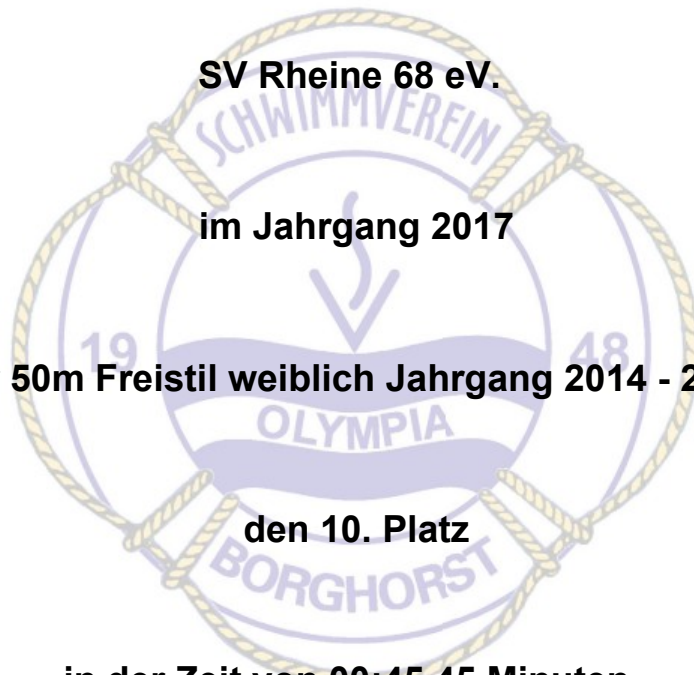 SV Rheine 68 eV.
SCHWIMMVEREIN
im Jahrgang 2017
19 48
50m Freistil weiblich Jahrgang 2014 - 2
OLYMPIA
den 10. Platz
BORGHORST
in der Zeit von 00:45,45 Minuten